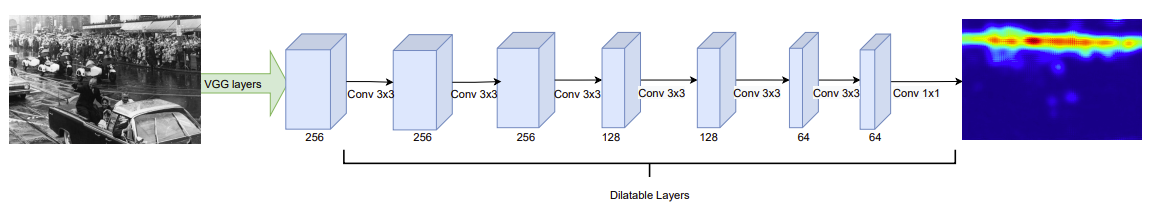 VGG layers
Conv 3x3
Conv 3x3
Conv 3x3
Conv 3x3
Conv 3x3
Conv 3x3
Conv 1x1
256
256
256
128
128
64
64
Dilatable Layers